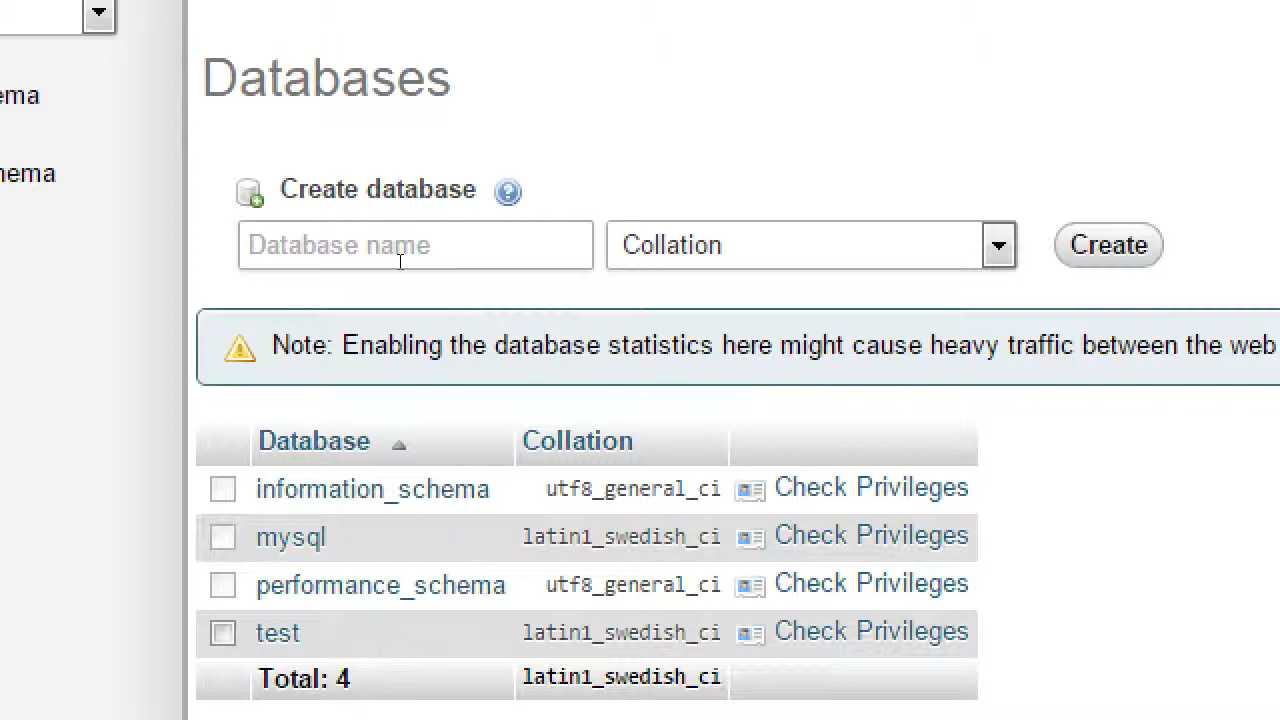 ema
hema
Databases
Create database
Database name Collation Create
Note: Enabling the database statistics here might cause heavy traffic between the web
Database Collation
information_schema utf8_general_ci Check Privileges
mysql latin1_swedish_ci Check Privileges
performance_schema utf8_general_ci Check Privileges
test latin1_swedish_ci Check Privileges
Total: 4 latin1_swedish_ci